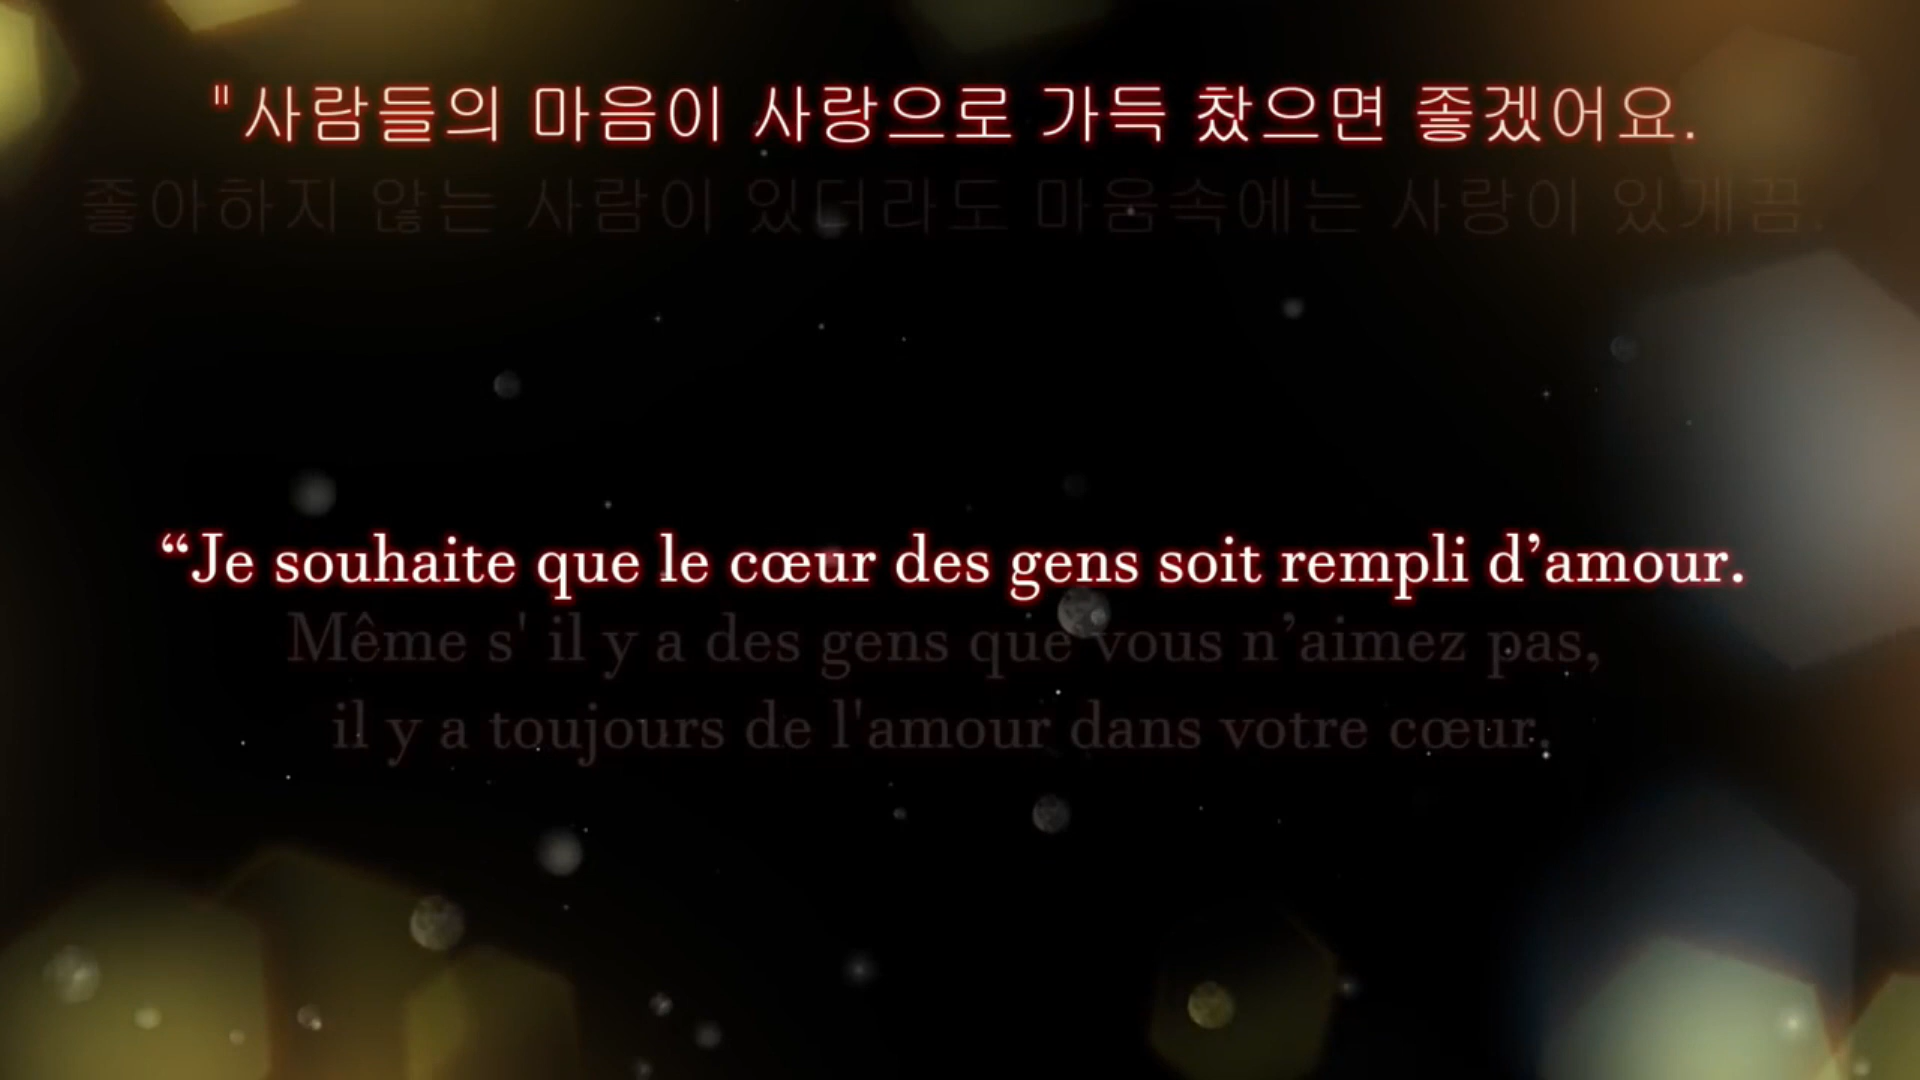 "사람들의 마음이 사랑으로 가득 찼으면 좋겠어요.
좋아하지 않는 사람이 있더라도 마움속에는 사랑이 있게끔.
“Je souhaite que le cœur des gens soit rempli d’amour.
Même s' il y a des gens que vous n’aimez pas,
il y a toujours de l'amour dans votre cœur.